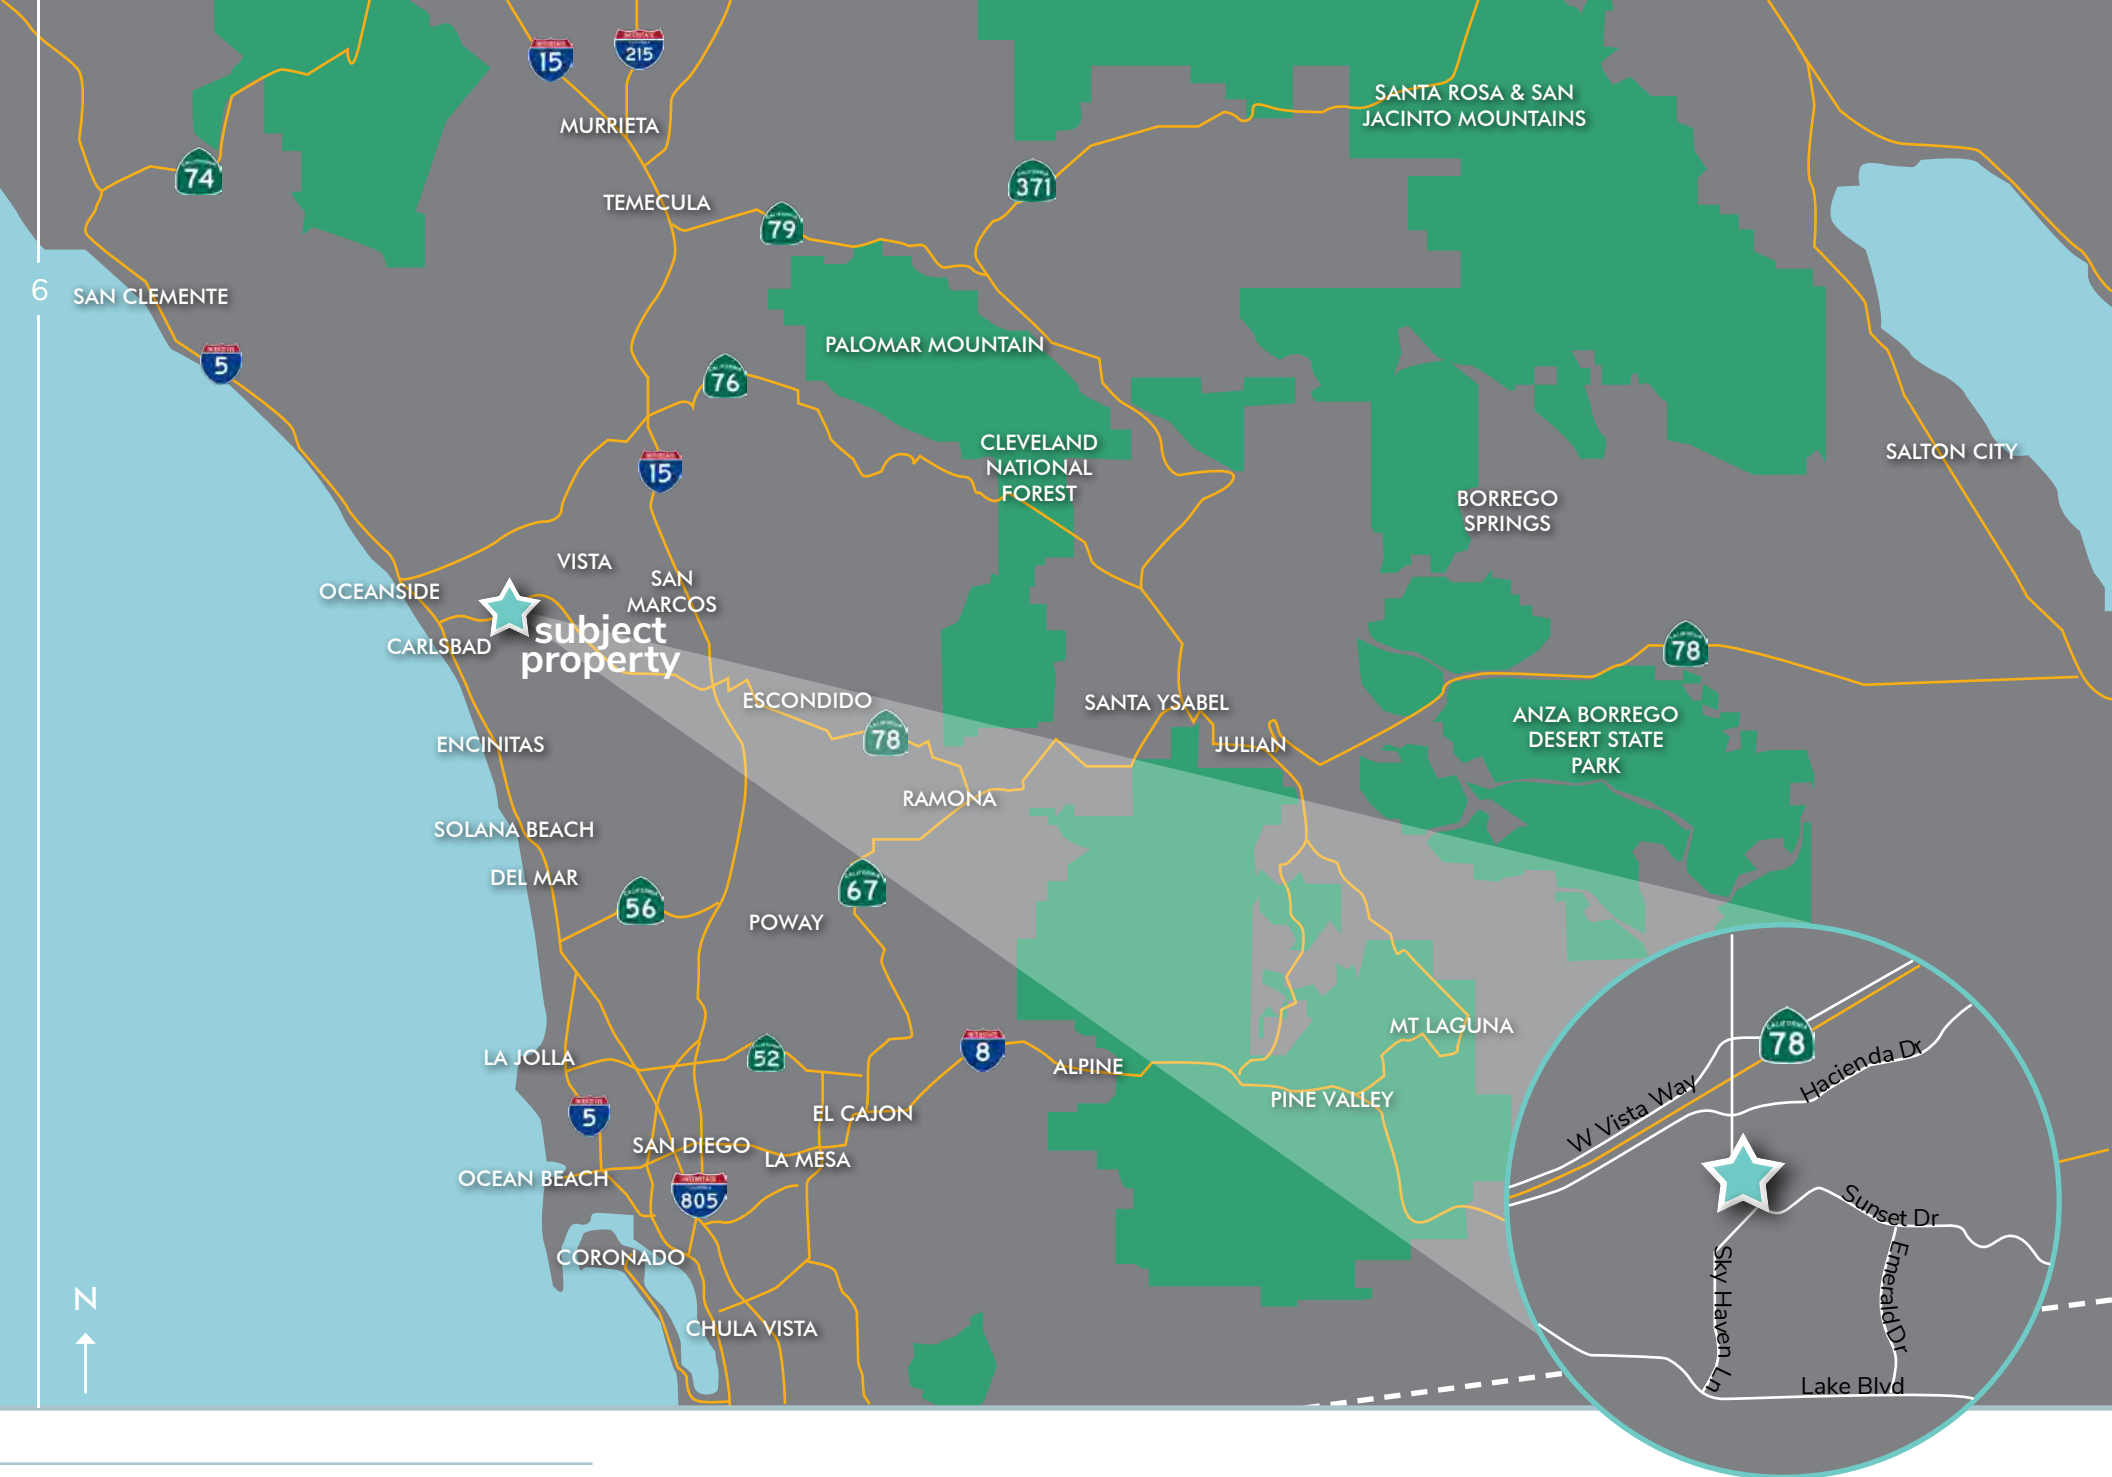 15
215
MURRIETA
SANTA ROSA & SAN
JACINTO MOUNTAINS
74
371
TEMECULA
79
6
SAN CLEMENTE
PALOMAR MOUNTAIN
5
76
CLEVELAND
NATIONAL
FOREST
SALTON CITY
15
BORREGO
SPRINGS
VISTA
SAN
MARCOS
OCEANSIDE
subject
property
CARLSBAD
78
ESCONDIDO
SANTA YSABEL
ANZA BORREGO
DESERT STATE
PARK
78
ENCINITAS
JULIAN
RAMONA
SOLANA BEACH
DEL MAR
67
56
POWAY
MT LAGUNA
CALIFORNIA
78
Hacienda Dr
W Vista Way
LA JOLLA
52
8
ALPINE
PINE VALLEY
5
EL CAJON
SAN DIEGO
LA MESA
OCEAN BEACH
INTERSTATE
805
Sunset Dr
CORONADO
Sky Haven Ln
Emerald Dr
N
CHULA VISTA
Lake Blvd